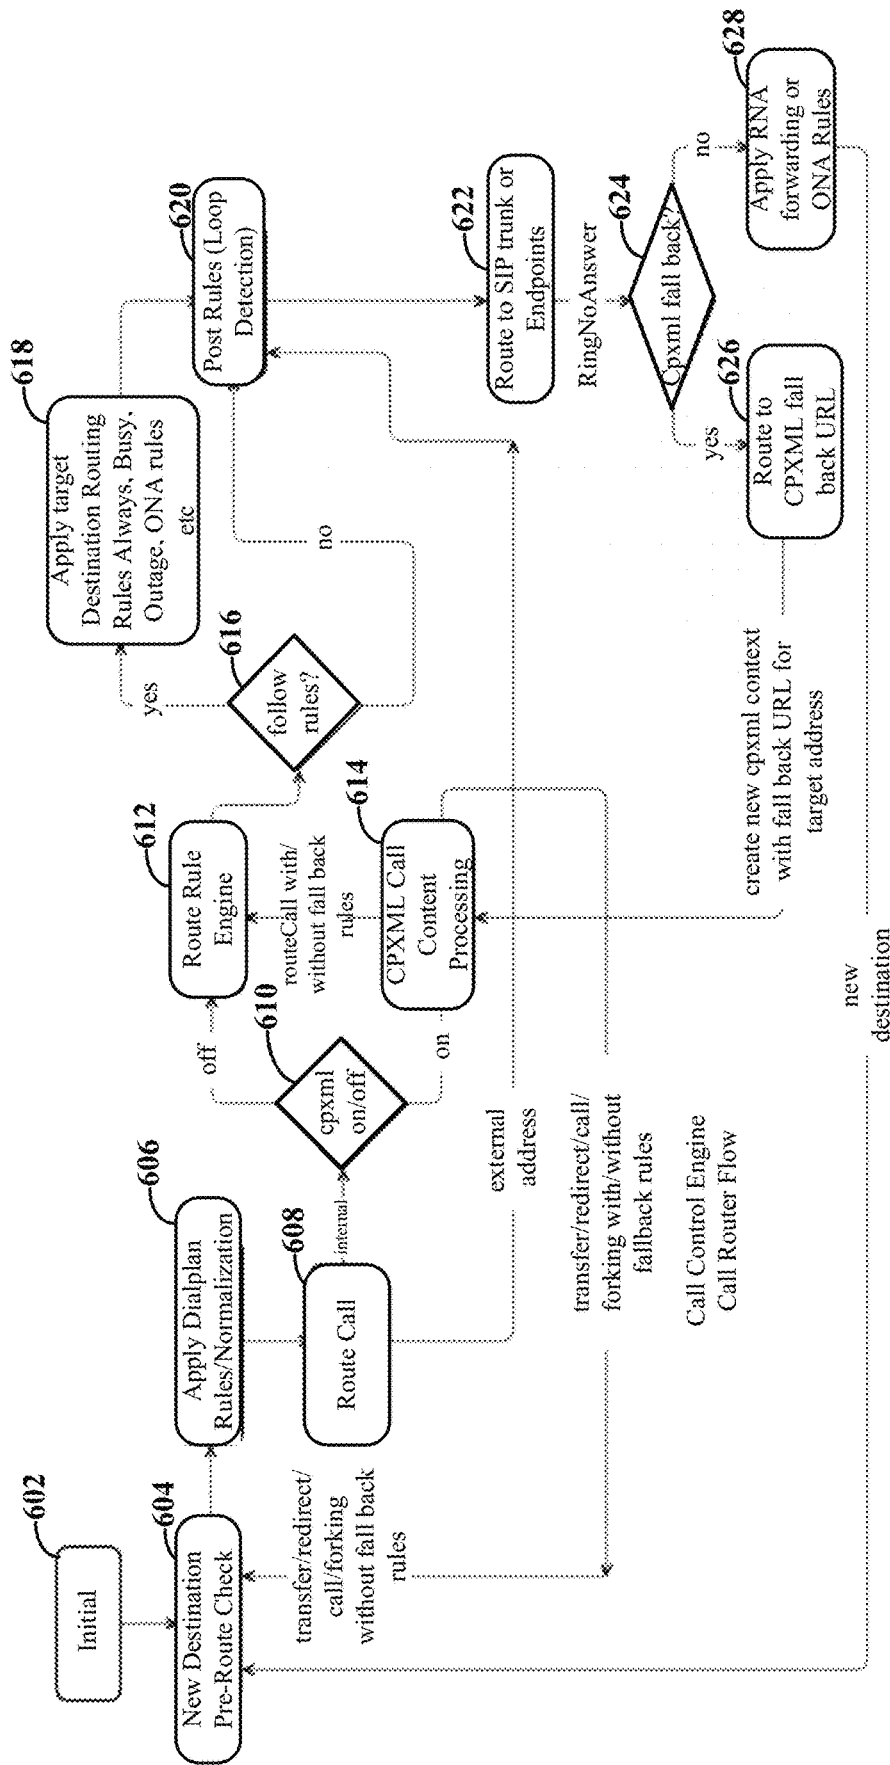 602
Initial
604
New Destination
Pre-Route Check
606
Apply Dialplan
Rules/Normalization
608
Route Call
internal
610
cpxml
on/off
off
on
612
Route Rule
Engine
routeCall with/
without fall back
rules
614
CPXML Call
Content
Processing
616
follow
rules?
yes
no
618
Apply target
Destination Routing
Rules Always, Busy,
Outage, ONA rules
etc
620
Post Rules (Loop
Detection)
622
Route to SIP trunk or
Endpoints
RingNoAnswer
624
Cpxml fall back?
yes
no
626
Route to
CPXML fall
back URL
628
Apply RNA
forwarding or
ONA Rules
transfer/redirect/
call/forking
without fall back
rules
external
address
transfer/redirect/call/
forking with/without
fallback rules
create new cpxml context
with fall back URL for
target address
new
destination
Call Control Engine
Call Router Flow